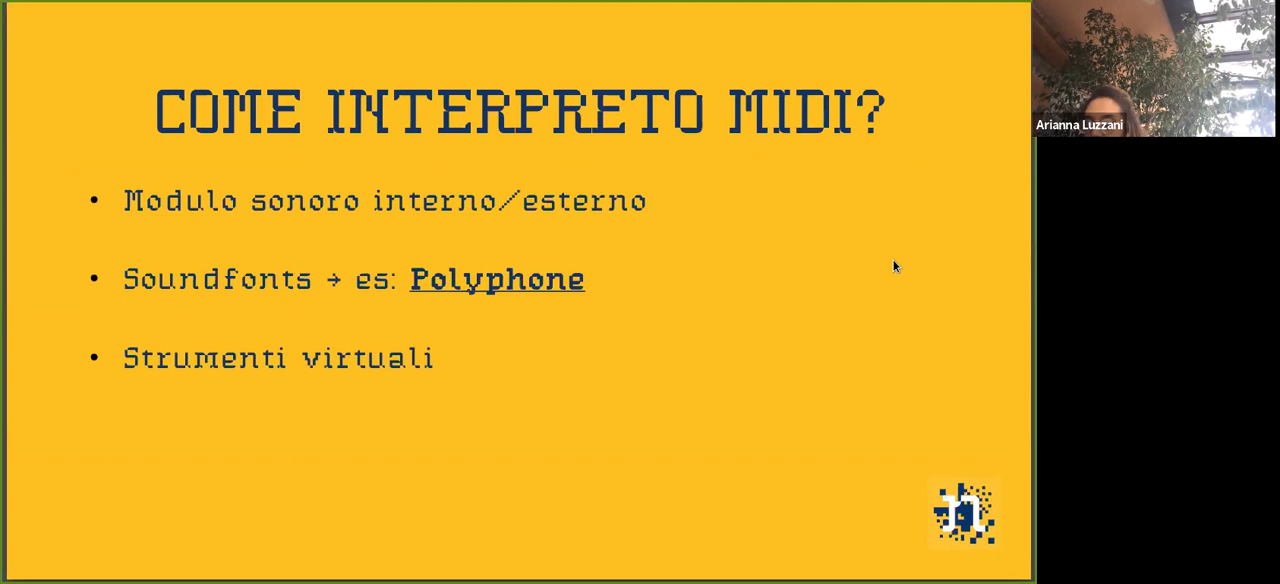 COME INTERPRETO MIDI?
• Modulo sonoro interno/esterno
• Soundfonts → es: Polyphone
• Strumenti virtuali
n
Arianna Luzzani